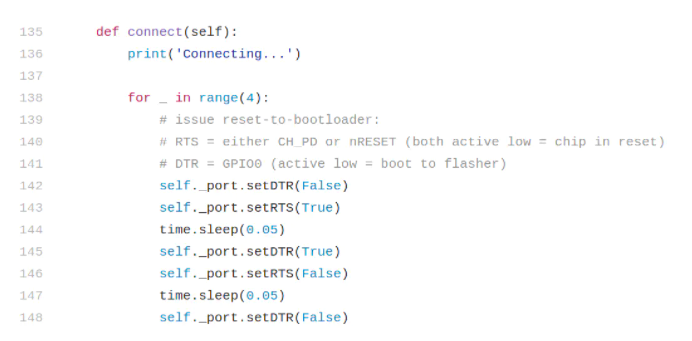 135 def connect(self):
136 print('Connecting...')
137
138 for _ in range(4):
139 # issue reset-to-bootloader:
140 # RTS = either CH_PD or nRESET (both active low = chip in reset)
141 # DTR = GPIO0 (active low = boot to flasher)
142 self._port.setDTR(False)
143 self._port.setRTS(True)
144 time.sleep(0.05)
145 self._port.setDTR(True)
146 self._port.setRTS(False)
147 time.sleep(0.05)
148 self._port.setDTR(False)